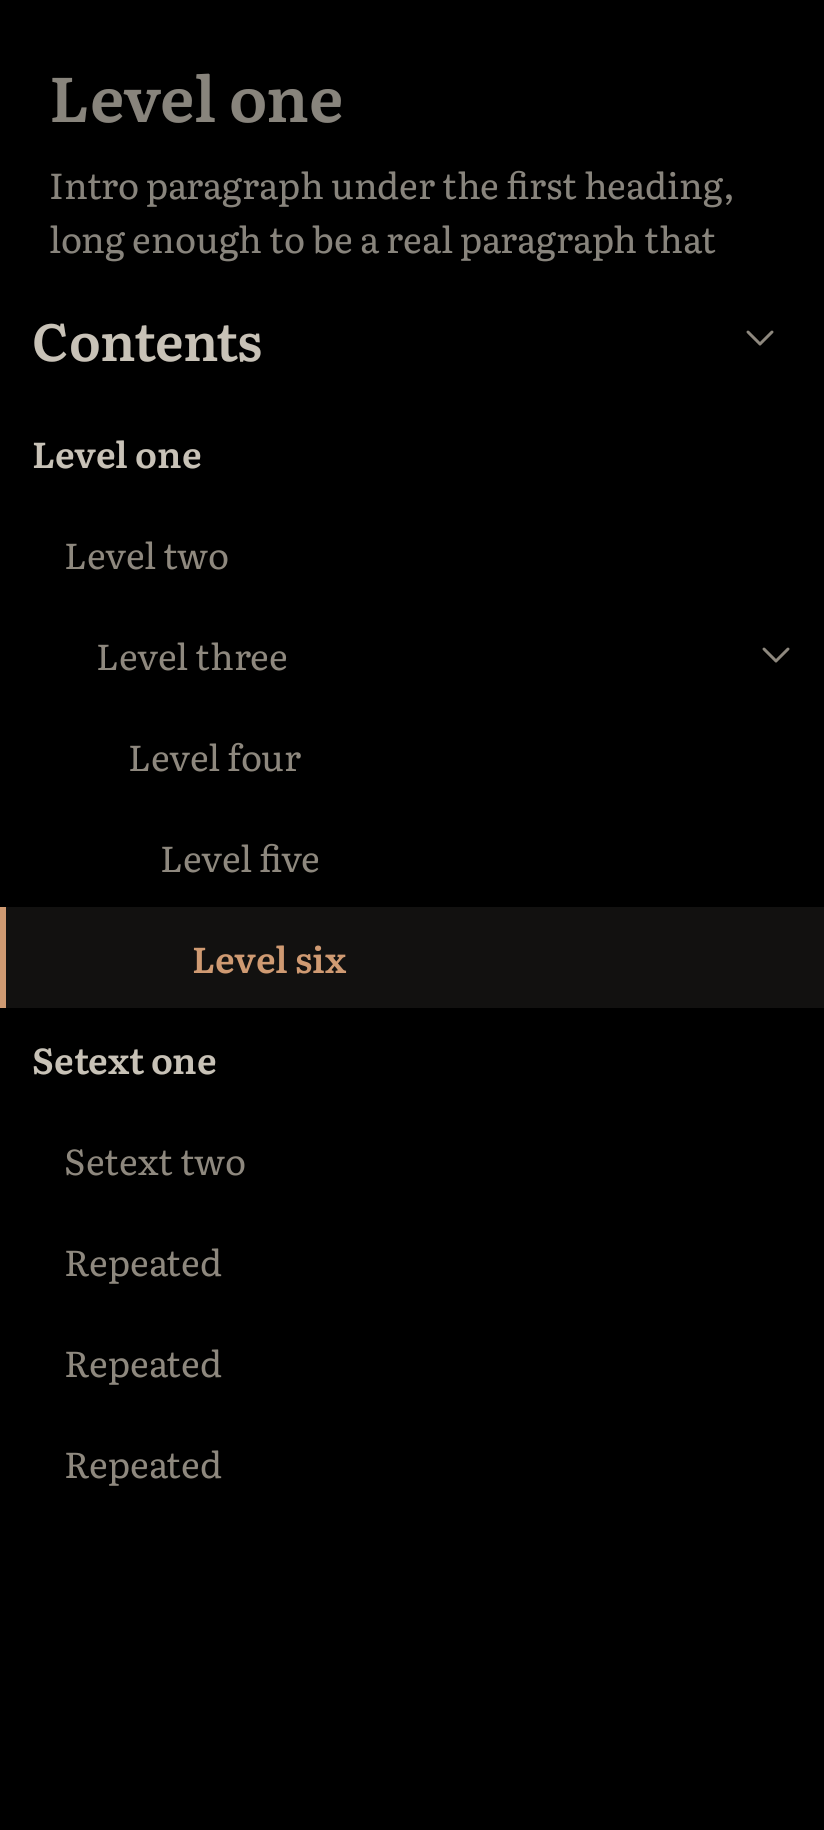 Level one
Intro paragraph under the first heading,
long enough to be a real paragraph that
Contents
Level one
Level two
Level three
Level four
Level five
Level six
Setext one
Setext two
Repeated
Repeated
Repeated